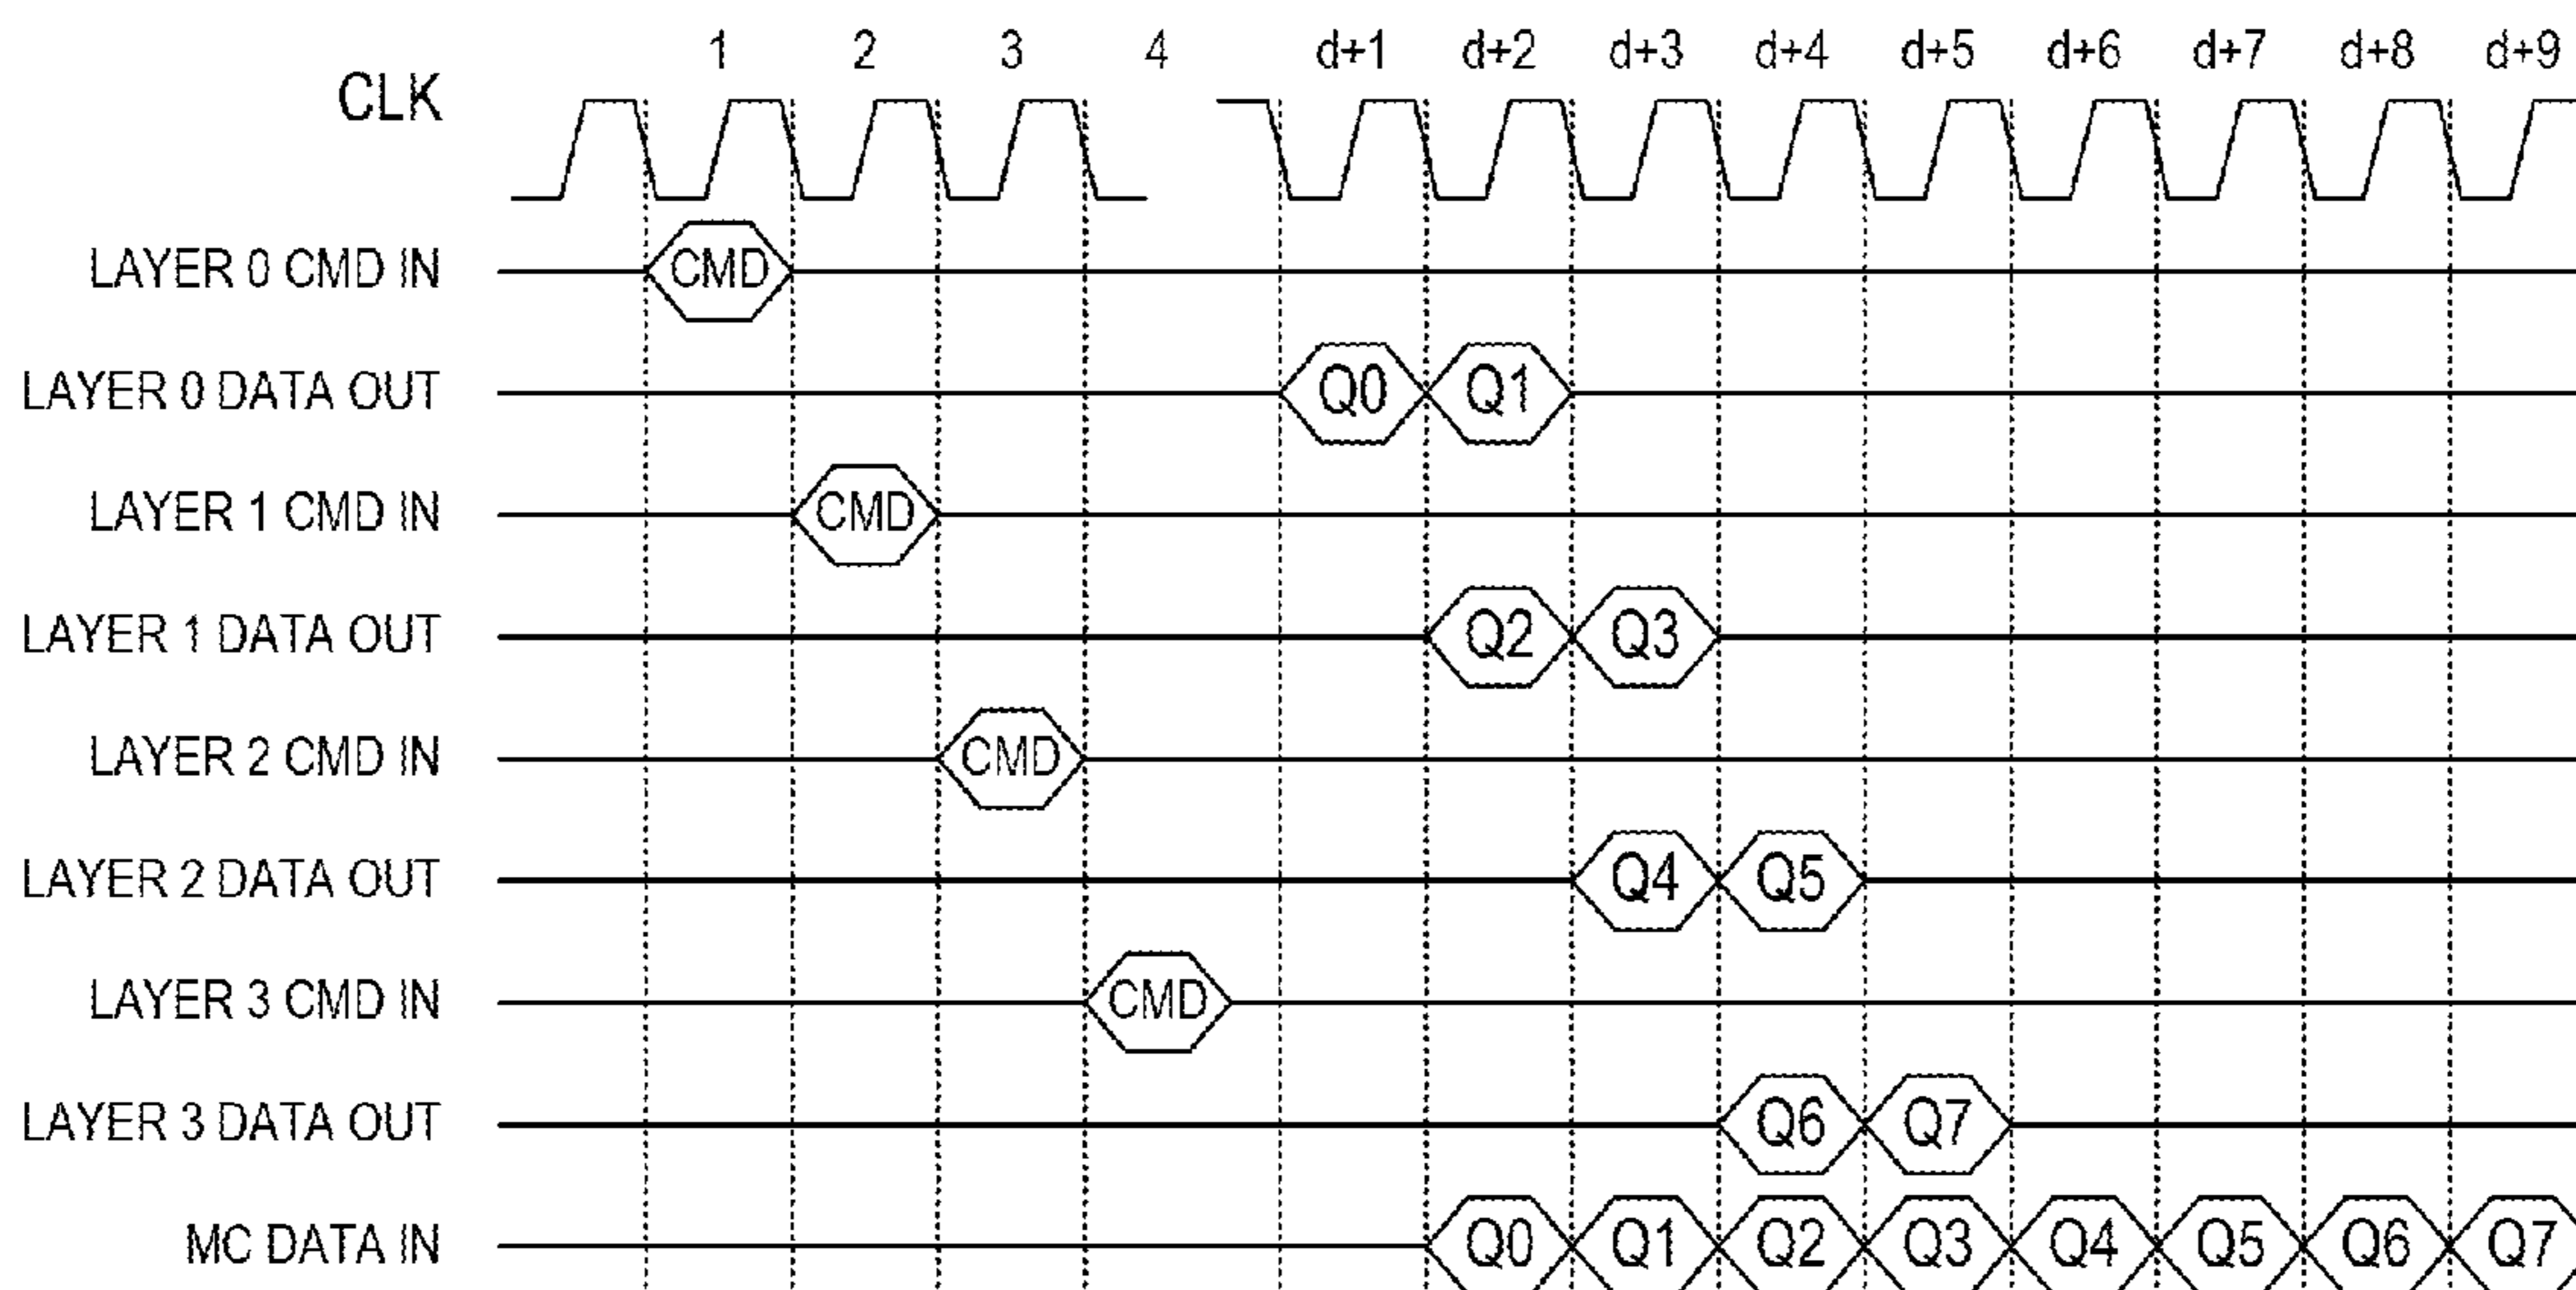 1 2 3 4 d+1 d+2 d+3 d+4 d+5 d+6 d+7 d+8 d+9
CLK
LAYER 0 CMD IN CMD
LAYER 0 DATA OUT Q0 Q1
LAYER 1 CMD IN CMD
LAYER 1 DATA OUT Q2 Q3
LAYER 2 CMD IN CMD
LAYER 2 DATA OUT Q4 Q5
LAYER 3 CMD IN CMD
LAYER 3 DATA OUT Q6 Q7
MC DATA IN Q0 Q1 Q2 Q3 Q4 Q5 Q6 Q7